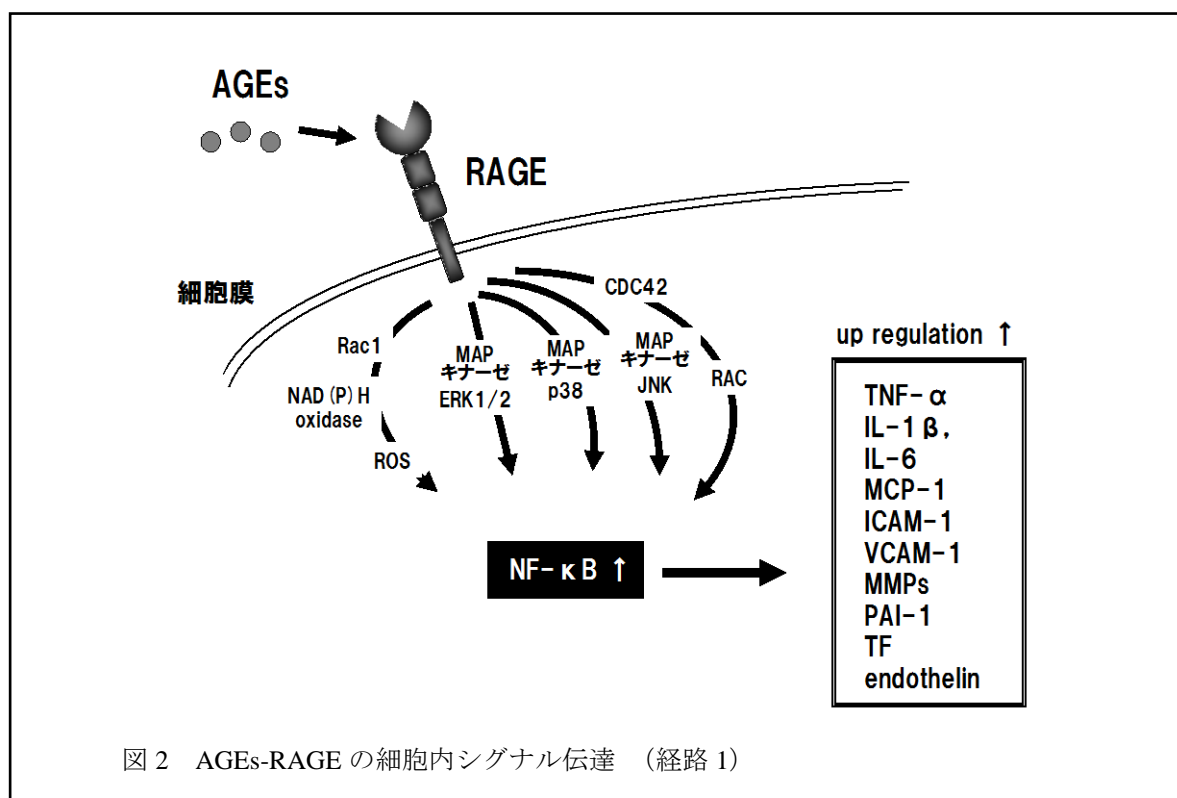 AGEs
RAGE
細胞膜
CDC42
Rac1
NAD(P)H
oxidase
ROS
MAP
キナーゼ
ERK1/2
MAP
キナーゼ
p38
MAP
キナーゼ
JNK
RAC
NF-κB ↑
up regulation ↑
TNF-α
IL-1β,
IL-6
MCP-1
ICAM-1
VCAM-1
MMPs
PAI-1
TF
endothelin
図 2 AGEs-RAGE の細胞内シグナル伝達 (経路 1)